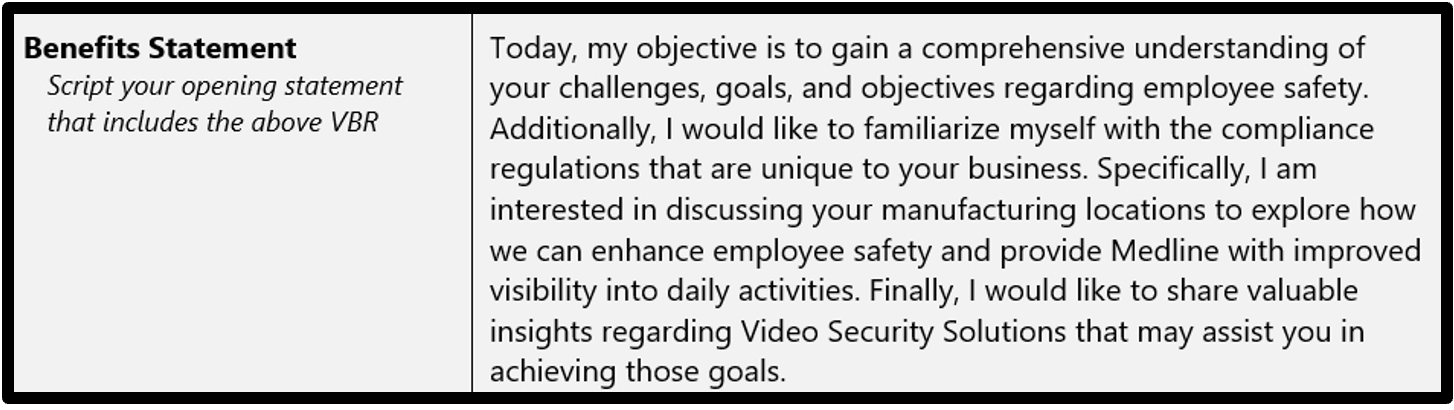 Benefits Statement
Script your opening statement
that includes the above VBR
Today, my objective is to gain a comprehensive understanding of
your challenges, goals, and objectives regarding employee safety.
Additionally, I would like to familiarize myself with the compliance
regulations that are unique to your business. Specifically, I am
interested in discussing your manufacturing locations to explore how
we can enhance employee safety and provide Medline with improved
visibility into daily activities. Finally, I would like to share valuable
insights regarding Video Security Solutions that may assist you in
achieving those goals.